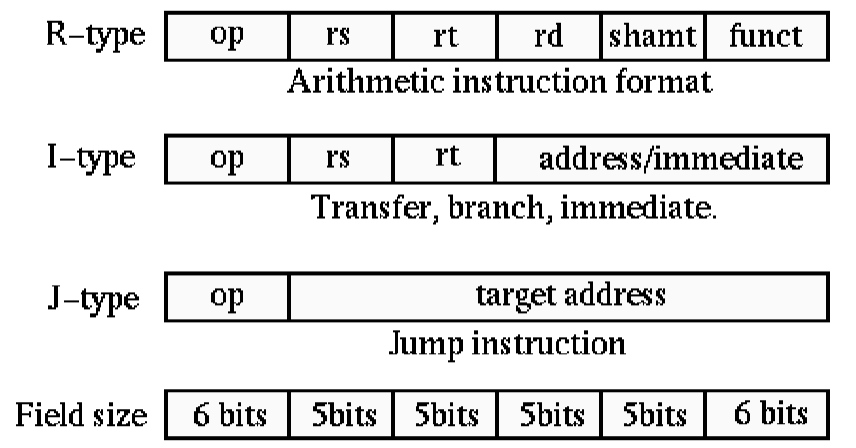 R–type op rs rt rd shamt funct
Arithmetic instruction format
I–type op rs rt address/immediate
Transfer, branch, immediate.
J–type op target address
Jump instruction
Field size 6 bits 5bits 5bits 5bits 5bits 6 bits